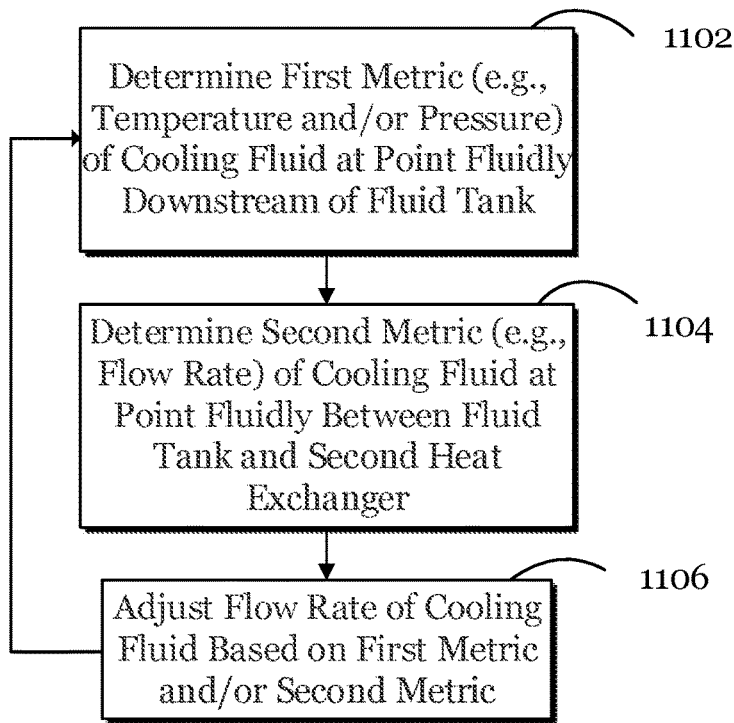 1102
Determine First Metric (e.g.,
Temperature and/or Pressure)
of Cooling Fluid at Point Fluidly
Downstream of Fluid Tank
1104
Determine Second Metric (e.g.,
Flow Rate) of Cooling Fluid at
Point Fluidly Between Fluid
Tank and Second Heat
Exchanger
1106
Adjust Flow Rate of Cooling
Fluid Based on First Metric
and/or Second Metric